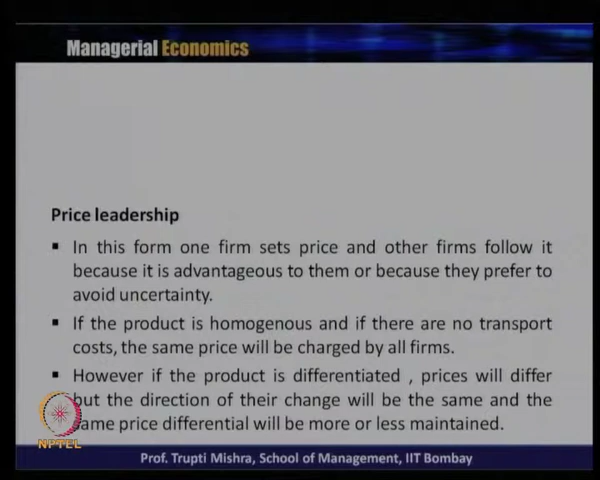 Managerial Economics
Price leadership
▪ In this form one firm sets price and other firms follow it
because it is advantageous to them or because they prefer to
avoid uncertainty.
▪ If the product is homogenous and if there are no transport
costs, the same price will be charged by all firms.
▪ However if the product is differentiated , prices will differ
but the direction of their change will be the same and the
same price differential will be more or less maintained.
NPTEL
Prof. Trupti Mishra, School of Management, IIT Bombay